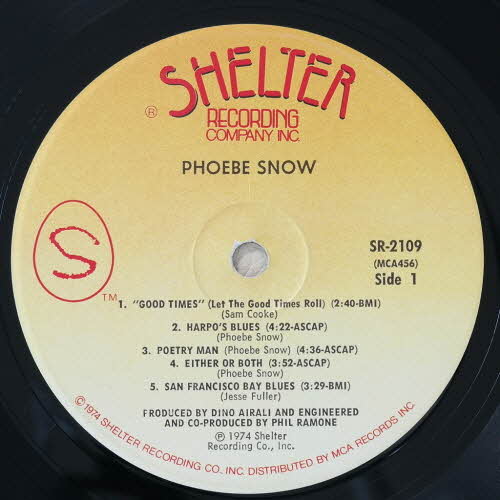 SHELTER
®
RECORDING
COMPANY INC.
PHOEBE SNOW
S
TM
SR-2109
(MCA456)
Side 1
1. "GOOD TIMES" (Let The Good Times Roll) (2:40-BMI)
(Sam Cooke)
2. HARPO'S BLUES (4:22-ASCAP)
(Phoebe Snow)
3. POETRY MAN (Phoebe Snow) (4:36-ASCAP)
4. EITHER OR BOTH (3:52-ASCAP)
(Phoebe Snow)
5. SAN FRANCISCO BAY BLUES (3:29-BMI)
(Jesse Fuller)
PRODUCED BY DINO AIRALI AND ENGINEERED
AND CO-PRODUCED BY PHIL RAMONE
Ⓟ 1974 Shelter
Recording Co., Inc.
© 1974 SHELTER RECORDING CO. INC. DISTRIBUTED BY MCA RECORDS INC.